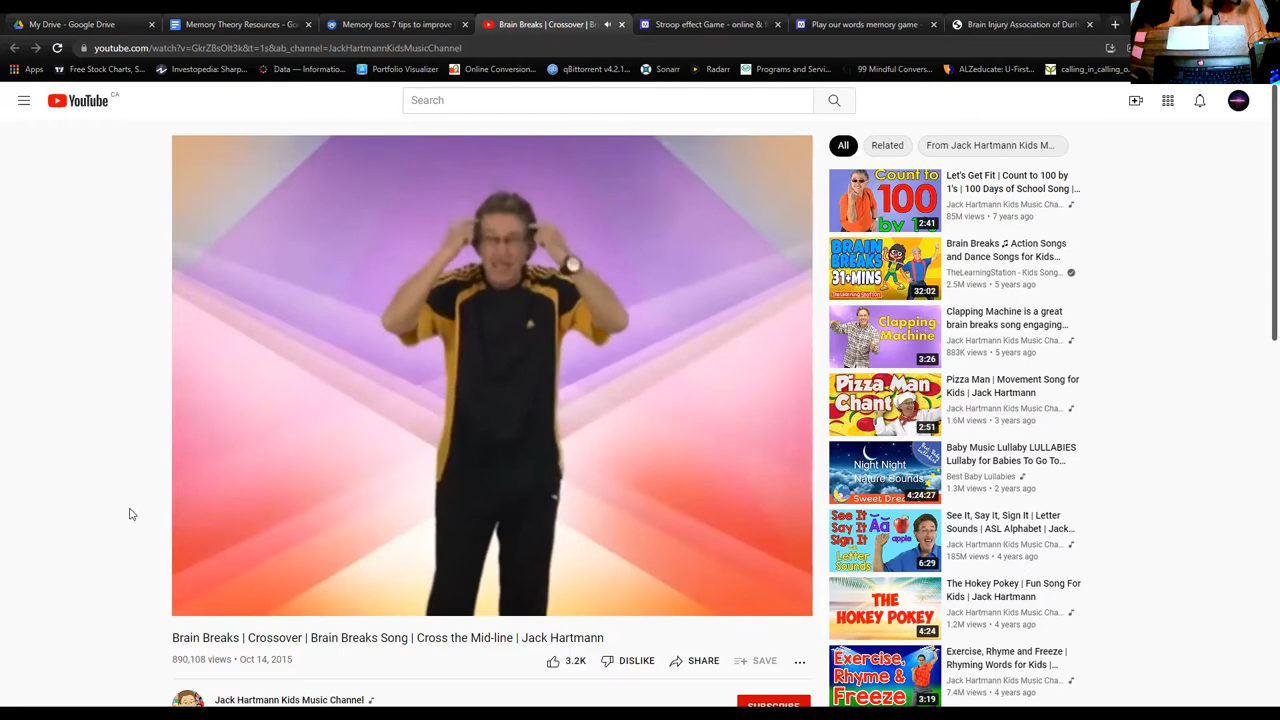 My Drive - Google Drive
Memory Theory Resources - Go
Memory loss: 7 tips to improve
Brain Breaks | Crossover | B
Stroop effect Game - online &
Play our words memory game
Brain Injury Association of Durh
youtube.com/watch?v=GkrZBsOlt3k&t=1s&ab_channel=JackHartmannKidsMusicChannel
Apps
Free Stock Charts, S...
Investopedia: Sharp...
Data — Informatio...
Portfolio Visualizer
Online Conversion...
qBittorrent v4.2.1...
Sonarr
Radarr
Programs and Servi...
99 Mindful Convers...
ALZeducate: U-First...
calling_in_calling_o...
YouTube CA
Search
All
Related
From Jack Hartmann Kids M...
Count to
100
by 1's
2:41
Let's Get Fit | Count to 100 by
1's | 100 Days of School Song |...
Jack Hartmann Kids Music Cha...
85M views • 7 years ago
BRAIN
BREAKS
31+MINS
The Learning Station
32:02
Brain Breaks ♫ Action Songs
and Dance Songs for Kids...
TheLearningStation - Kids Song...
2.5M views • 5 years ago
Clapping
Machine
3:26
Clapping Machine is a great
brain breaks song engaging...
Jack Hartmann Kids Music Cha...
883K views • 5 years ago
Pizza Man
Chant
2:51
Pizza Man | Movement Song for
Kids | Jack Hartmann
Jack Hartmann Kids Music Cha...
1.6M views • 3 years ago
Night Night
Nature Sounds
Sweet Dre
4:24:27
Baby Music Lullaby LULLABIES
Lullaby for Babies To Go To...
Best Baby Lullabies
1.3M views • 2 years ago
See It
Say It
Sign It
Letter
Sounds
Aa
apple
6:29
See It, Say It, Sign It | Letter
Sounds | ASL Alphabet | Jack...
Jack Hartmann Kids Music Cha...
185M views • 4 years ago
THE
HOKEY POKEY
4:24
The Hokey Pokey | Fun Song For
Kids | Jack Hartmann
Jack Hartmann Kids Music Cha...
1.2M views • 4 years ago
Exercise,
Rhyme &
Freeze
3:19
Exercise, Rhyme and Freeze |
Rhyming Words for Kids |...
Jack Hartmann Kids Music Cha...
7.4M views • 4 years ago
Brain Breaks | Crossover | Brain Breaks Song | Cross the Mid-line | Jack Hartmann
890,108 views • Oct 14, 2015
3.2K
DISLIKE
SHARE
SAVE
Jack Hartmann Kids Music Channel
SUBSCRIBE